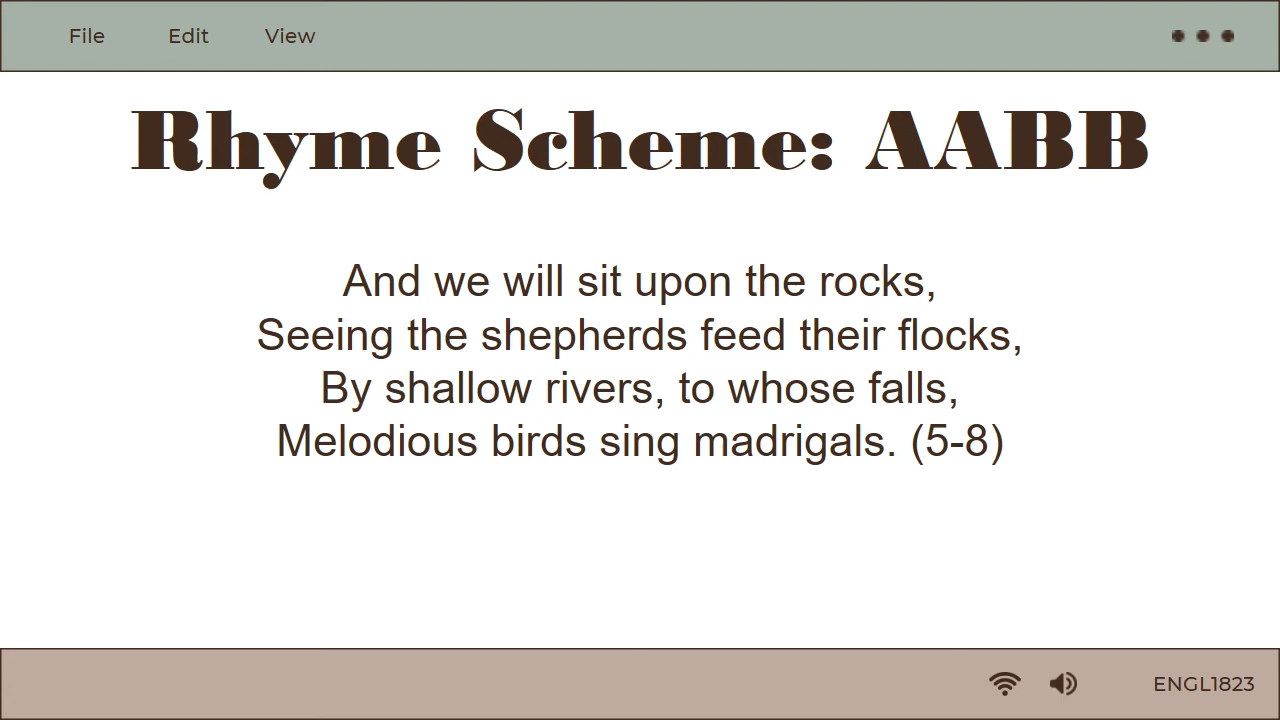 File Edit View
Rhyme Scheme: AABB
And we will sit upon the rocks,
Seeing the shepherds feed their flocks,
By shallow rivers, to whose falls,
Melodious birds sing madrigals. (5-8)
ENGL1823